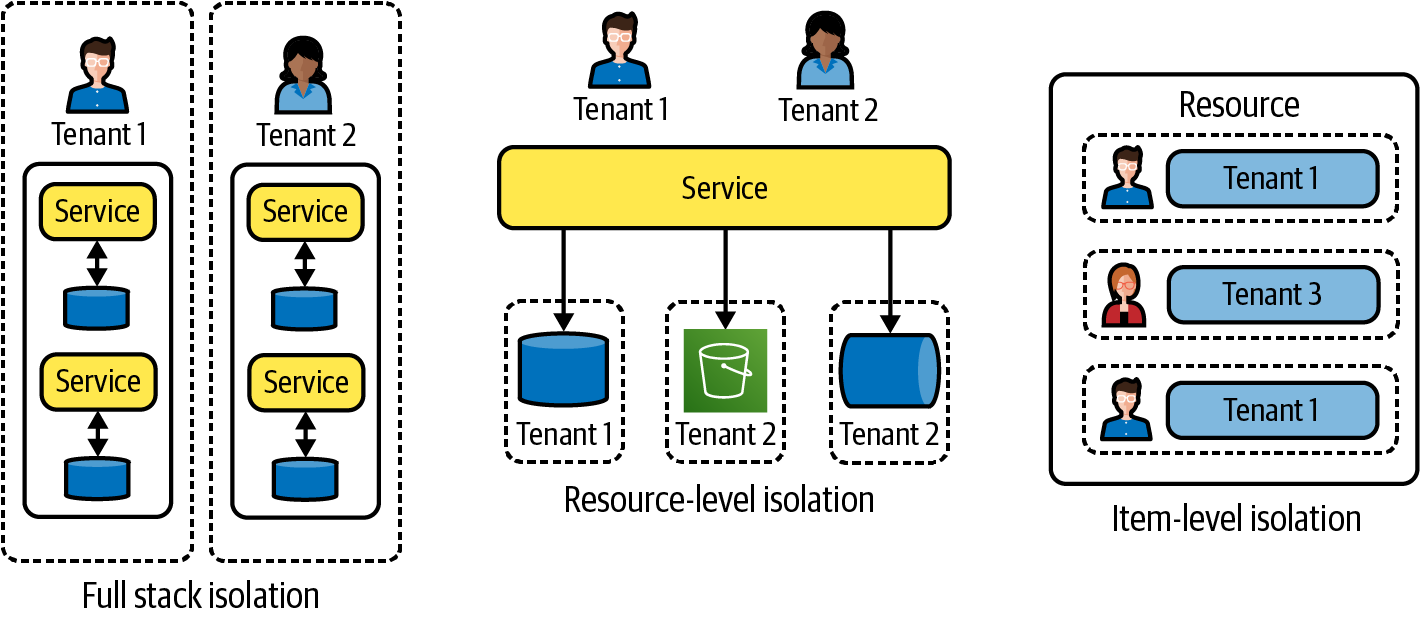 Tenant 1
Tenant 2
Service
Service
Service
Service
Full stack isolation
Tenant 1
Tenant 2
Service
Tenant 1
Tenant 2
Tenant 2
Resource-level isolation
Resource
Tenant 1
Tenant 3
Tenant 1
Item-level isolation